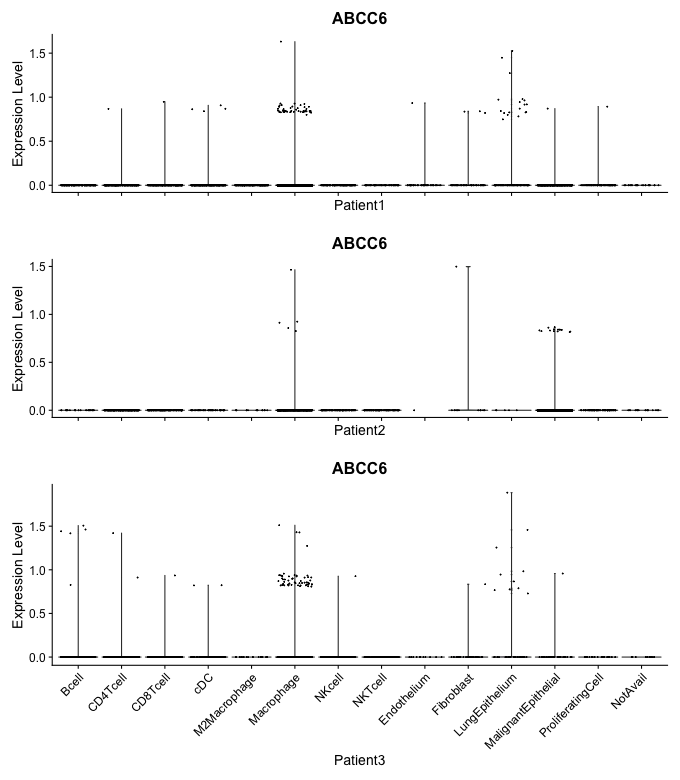 ABCC6
Expression Level
1.5
1.0
0.5
0.0
Patient1
ABCC6
Expression Level
1.5
1.0
0.5
0.0
Patient2
ABCC6
Expression Level
1.5
1.0
0.5
0.0
Bcell
CD4Tcell
CD8Tcell
cDC
M2Macrophage
Macrophage
NKcell
NKTcell
Endothelium
Fibroblast
LungEpithelium
MalignantEpithelial
ProliferatingCell
NotAvail
Patient3